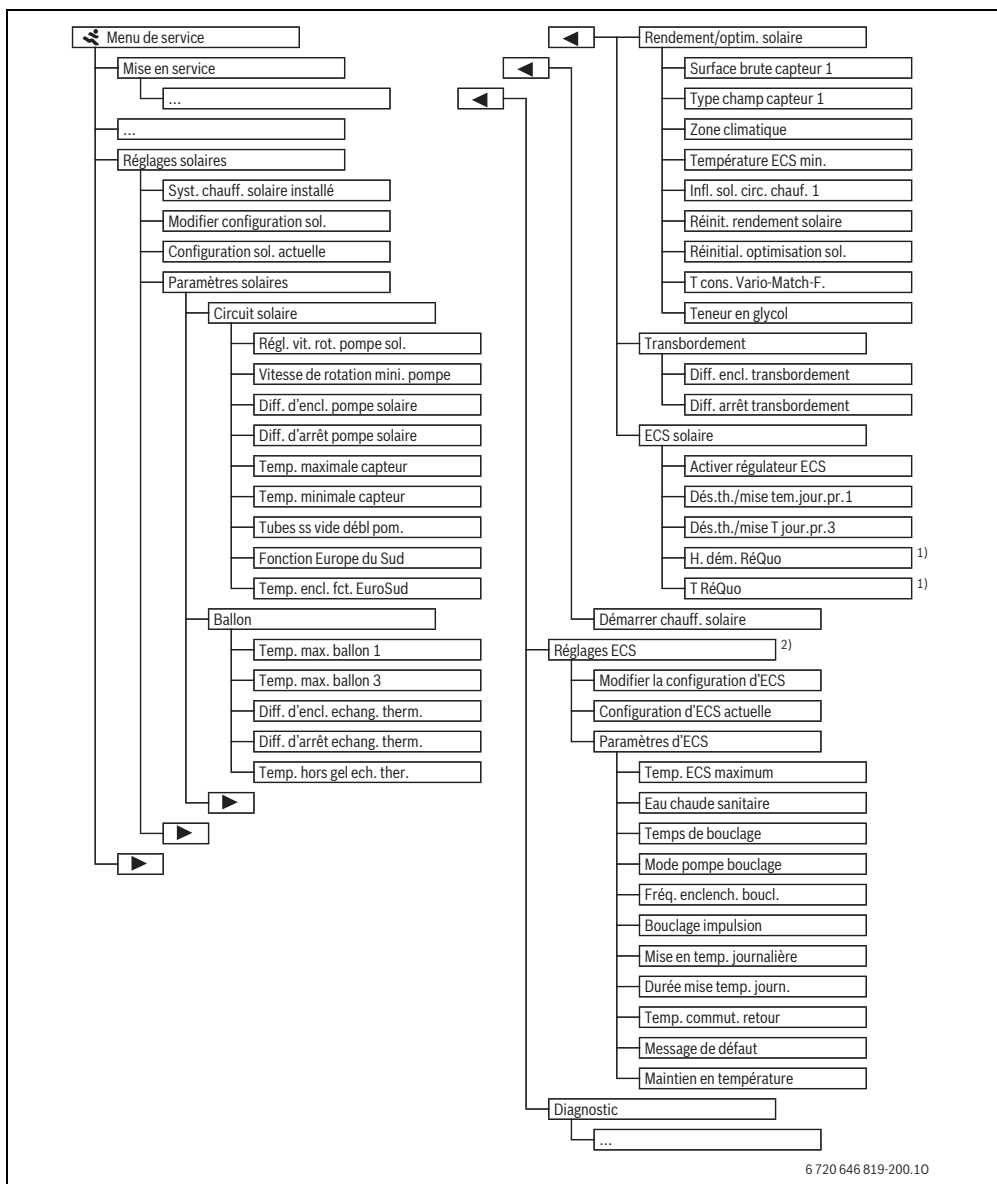 Menu de service
Mise en service
...
...
Réglages solaires
Syst. chauff. solaire installé
Modifier configuration sol.
Configuration sol. actuelle
Paramètres solaires
Circuit solaire
Régl. vit. rot. pompe sol.
Vitesse de rotation mini. pompe
Diff. d'encl. pompe solaire
Diff. d'arrêt pompe solaire
Temp. maximale capteur
Temp. minimale capteur
Tubes ss vide débl pom.
Fonction Europe du Sud
Temp. encl. fct. EuroSud
Ballon
Temp. max. ballon 1
Temp. max. ballon 3
Diff. d'encl. echang. therm.
Diff. d'arrêt echang. therm.
Temp. hors gel ech. ther.
Rendement/optim. solaire
Surface brute capteur 1
Type champ capteur 1
Zone climatique
Température ECS min.
Infl. sol. circ. chauf. 1
Réinit. rendement solaire
Réinitial. optimisation sol.
T cons. Vario-Match-F.
Teneur en glycol
Transbordement
Diff. encl. transbordement
Diff. arrêt transbordement
ECS solaire
Activer régulateur ECS
Dés.th./mise tem.jour.pr.1
Dés.th./mise T jour.pr.3
H. dém. RéQuo 1)
T RéQuo 1)
Démarrer chauff. solaire
Réglages ECS 2)
Modifier la configuration d'ECS
Configuration d'ECS actuelle
Paramètres d'ECS
Temp. ECS maximum
Eau chaude sanitaire
Temps de bouclage
Mode pompe bouclage
Fréq. enclench. boucl.
Bouclage impulsion
Mise en temp. journalière
Durée mise temp. journ.
Temp. commut. retour
Message de défaut
Maintien en température
Diagnostic
...
6 720 646 819-200.1O